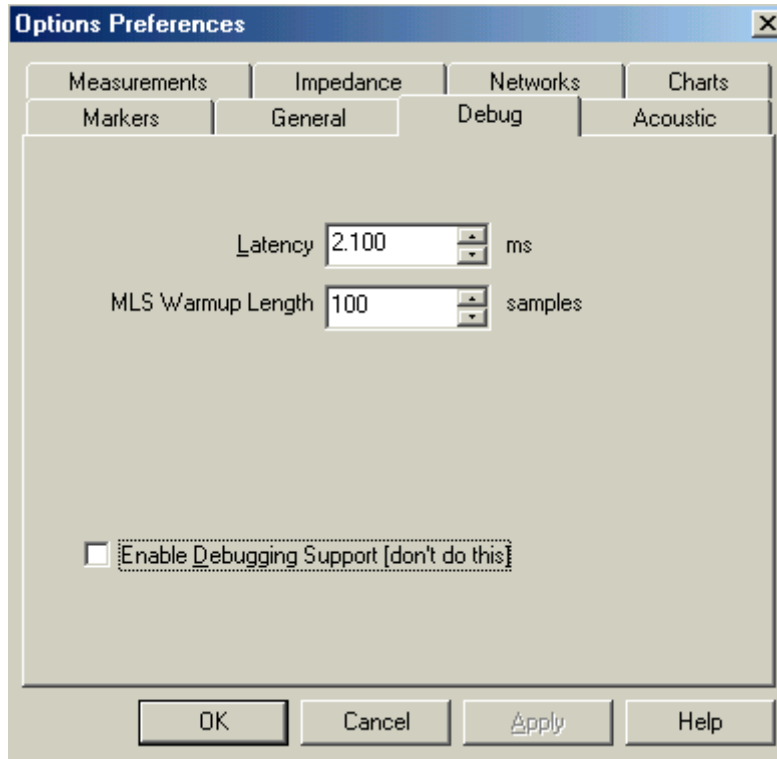 Options Preferences
Measurements Impedance Networks Charts
Markers General Debug Acoustic
Latency 2.100 ms
MLS Warmup Length 100 samples
Enable Debugging Support [don't do this]
OK Cancel Apply Help